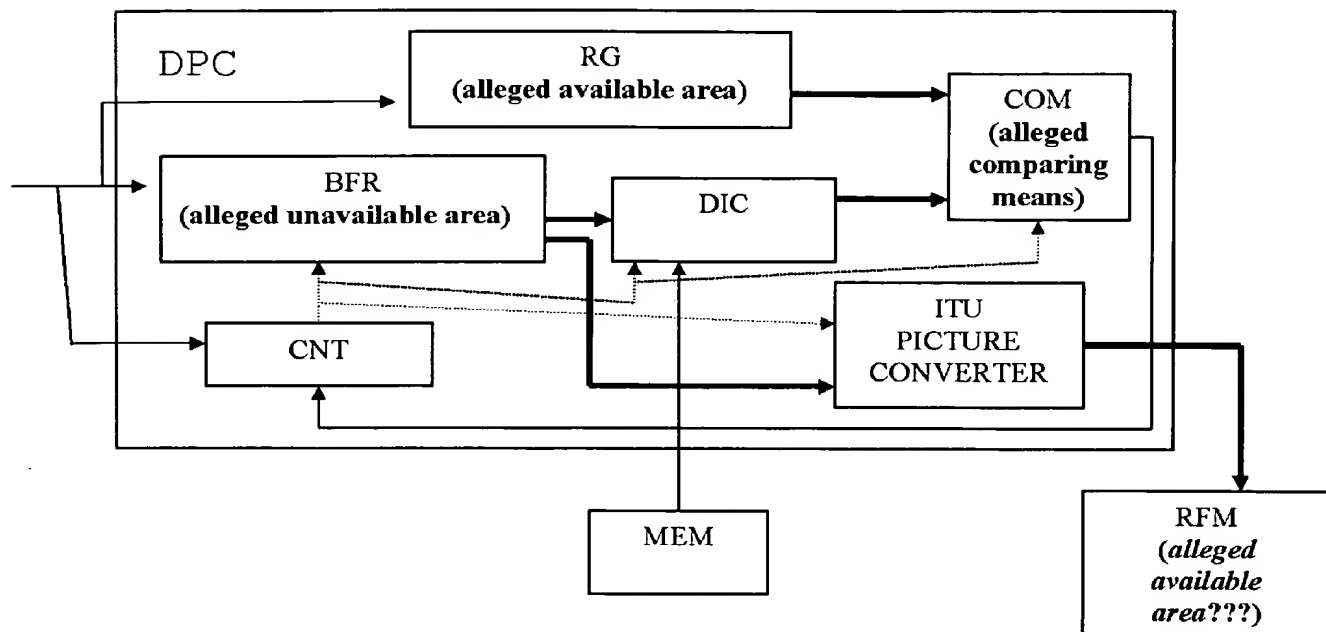 DPC
RG
(alleged available area)
COM
(alleged
comparing
means)
BFR
(alleged unavailable area)
DIC
CNT
ITU
PICTURE
CONVERTER
MEM
RFM
(alleged
available
area???)